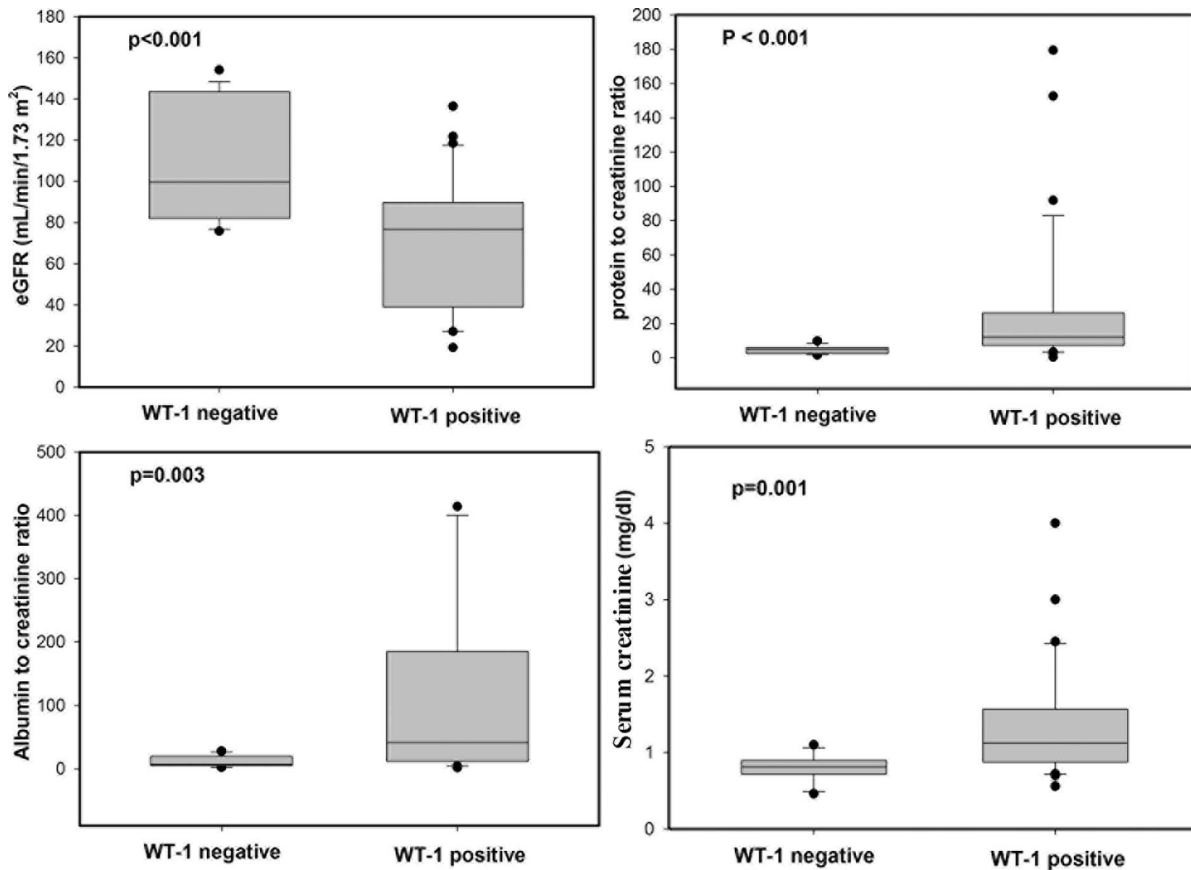 p<0.001
eGFR (mL/min/1.73 m²)
180
160
140
120
100
80
60
40
20
0
WT-1 negative WT-1 positive
P < 0.001
protein to creatinine ratio
200
180
160
140
120
100
80
60
40
20
0
WT-1 negative WT-1 positive
p=0.003
Albumin to creatinine ratio
500
400
300
200
100
0
WT-1 negative WT-1 positive
p=0.001
Serum creatinine (mg/dl)
5
4
3
2
1
0
WT-1 negative WT-1 positive